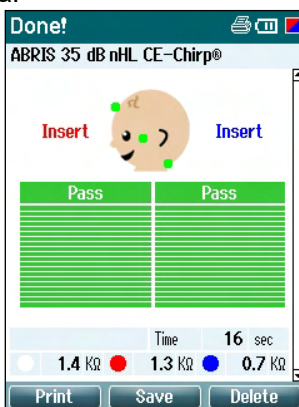 a.
Done!
ABRIS 35 dB nHL CE-Chirp®
Insert Insert
Pass Pass
Time 16 sec
1.4 KΩ 1.3 KΩ 0.7 KΩ
Print Save Delete